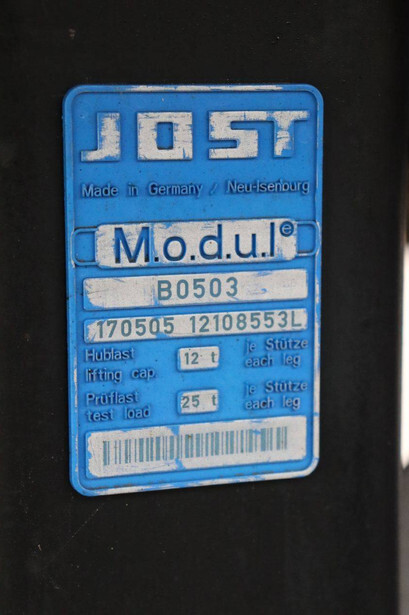 JOST
Made in Germany / Neu-Isenburg
M.o.d.u.l e
B0503
170505 12108553L
Hublast 12 t je Stütze
lifting cap. each leg
Prüflast 25 t je Stütze
test load each leg